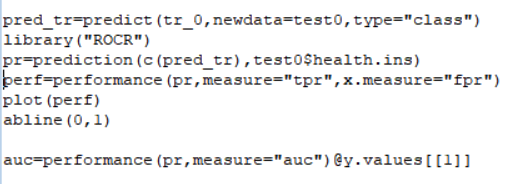 pred_tr=predict(tr_0,newdata=test0,type="class")
library("ROCR")
pr=prediction(c(pred_tr),test0$health.ins)
perf=performance(pr,measure="tpr",x.measure="fpr")
plot(perf)
abline(0,1)
auc=performance(pr,measure="auc")@y.values[[1]]